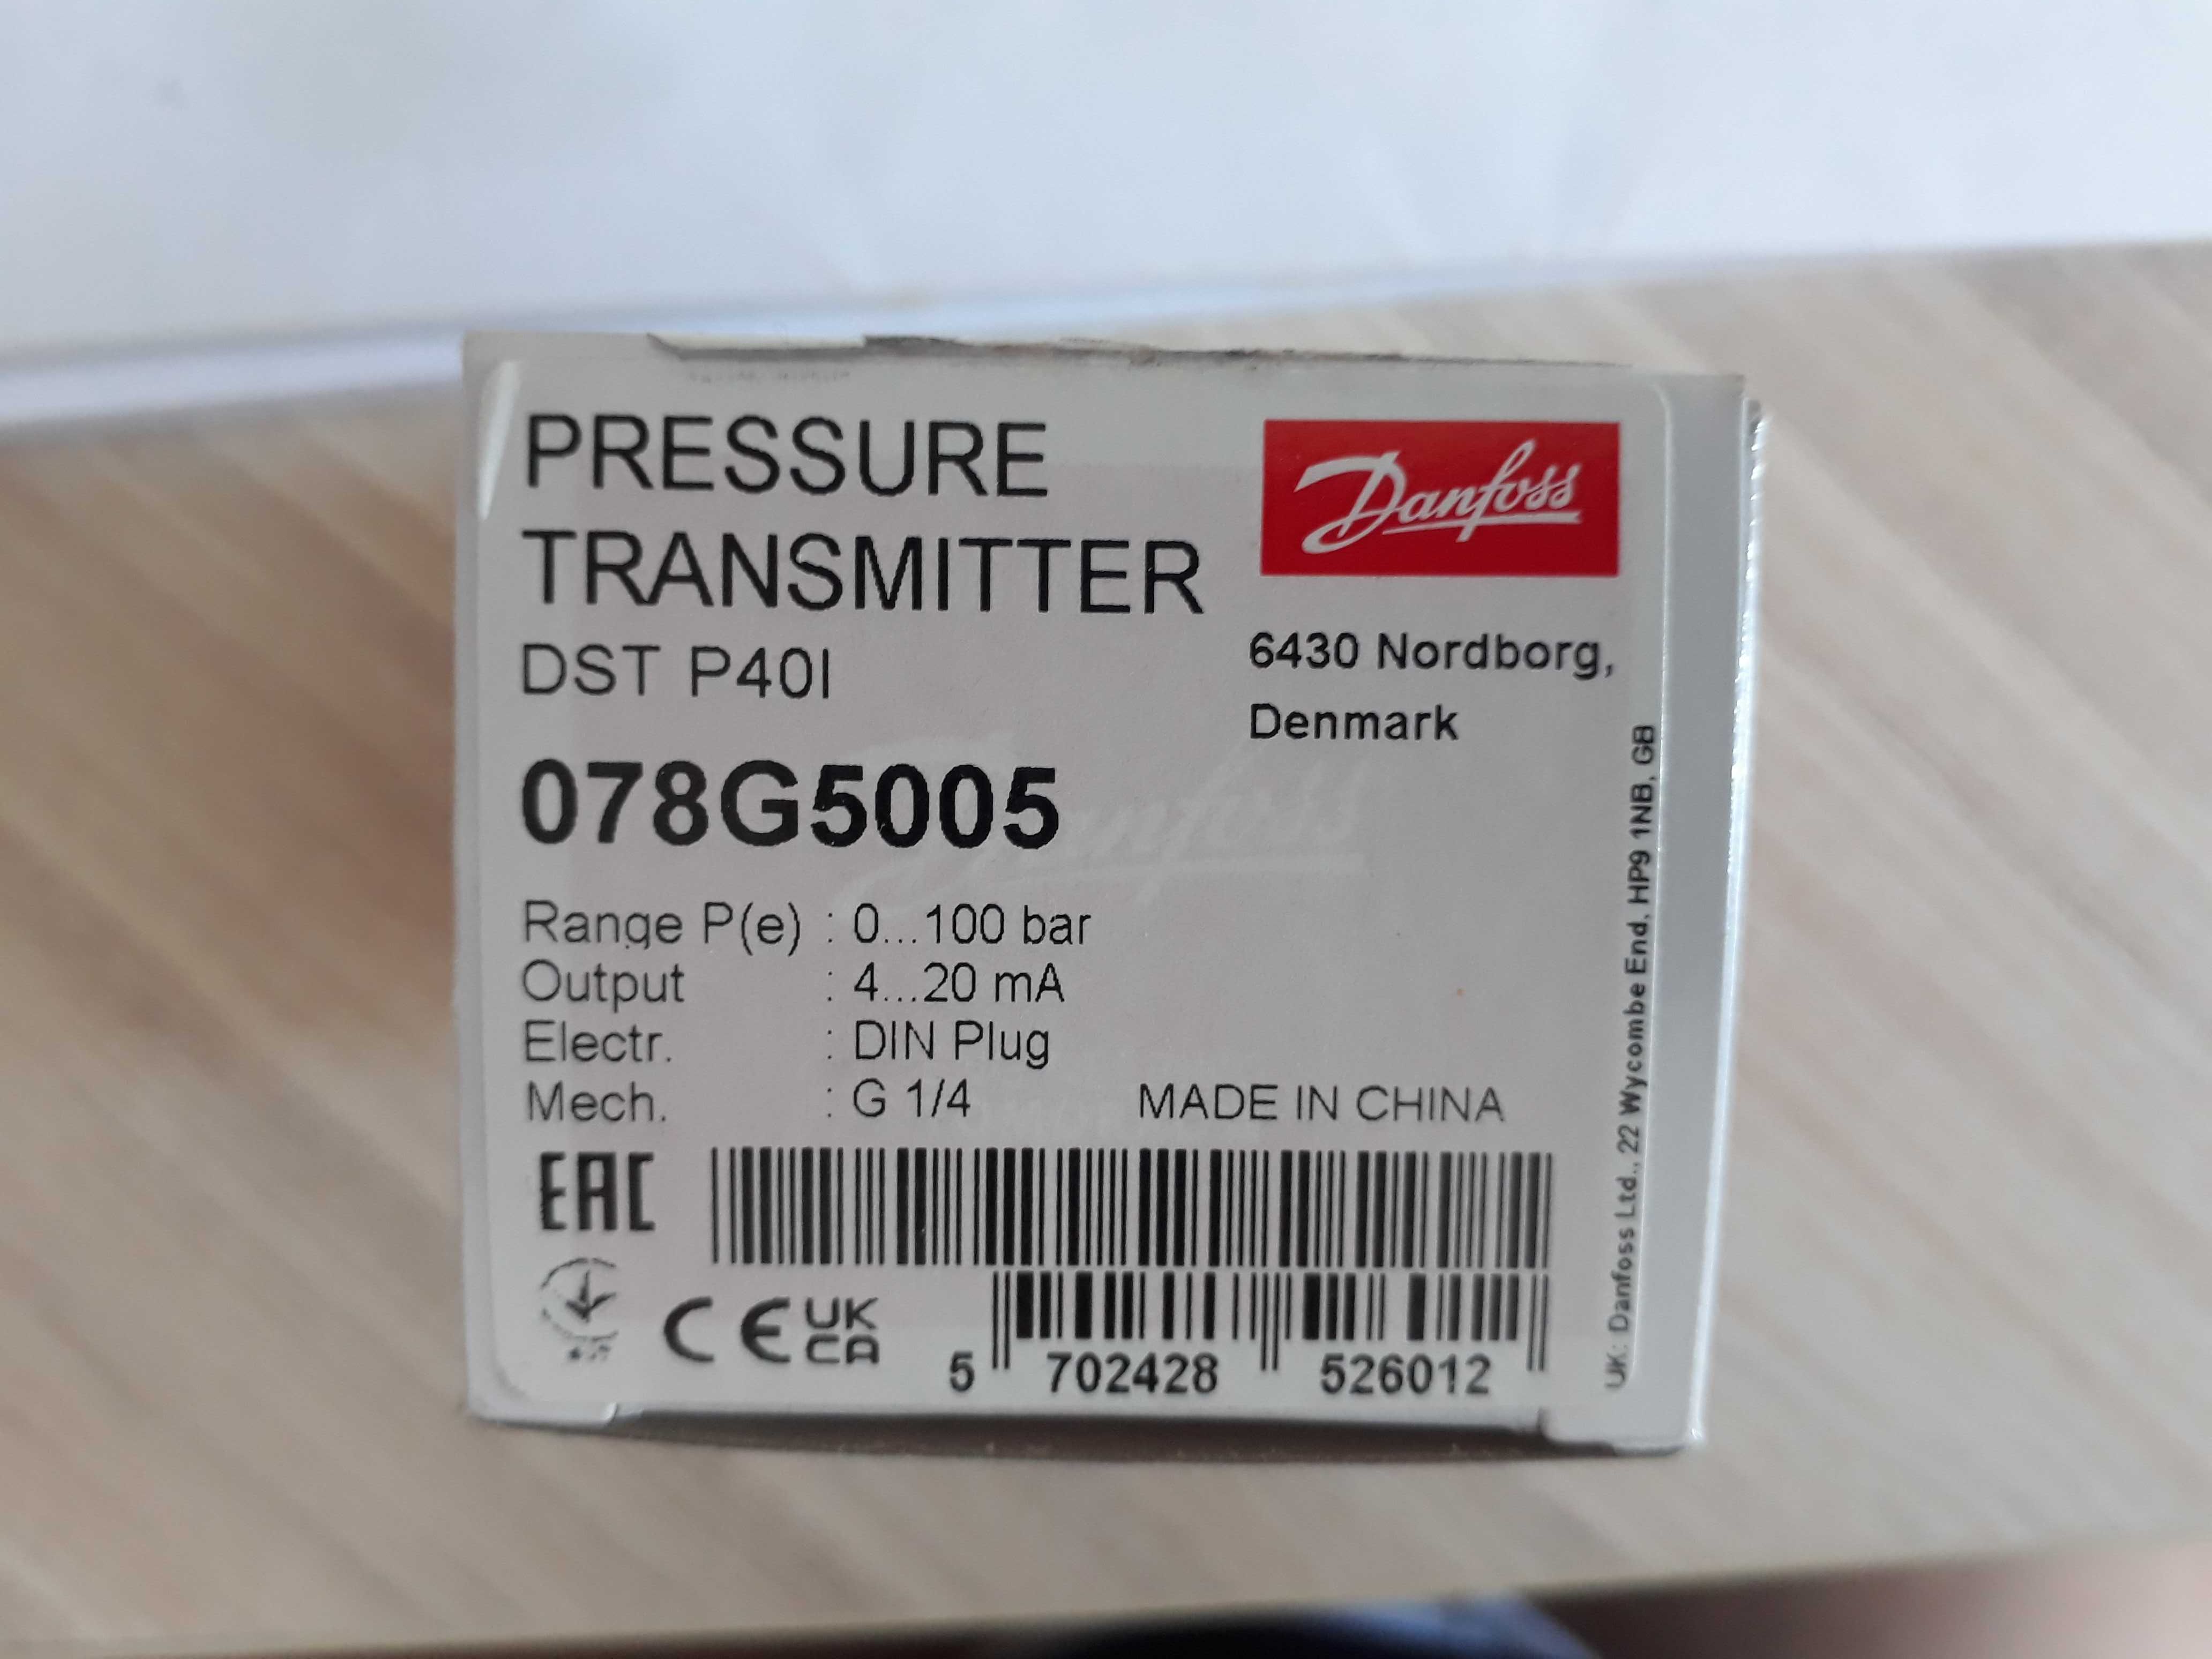 PRESSURE
TRANSMITTER
DST P40I
078G5005
Danfoss
6430 Nordborg,
Denmark
Range P(e) : 0...100 bar
Output : 4...20 mA
Electr. : DIN Plug
Mech. : G 1/4
MADE IN CHINA
EAC
CE UK
CA
5 702428 526012
UK: Danfoss Ltd., 22 Wycombe End, HP9 1NB, GB
Danfoss